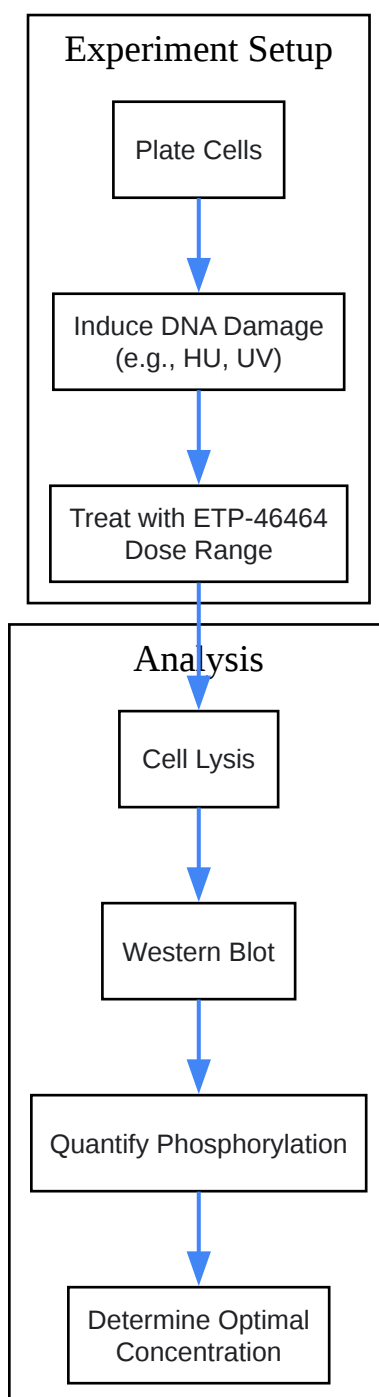 Experiment Setup
Plate Cells
Induce DNA Damage
(e.g., HU, UV)
Treat with ETP-46464
Dose Range
Analysis
Cell Lysis
Western Blot
Quantify Phosphorylation
Determine Optimal
Concentration